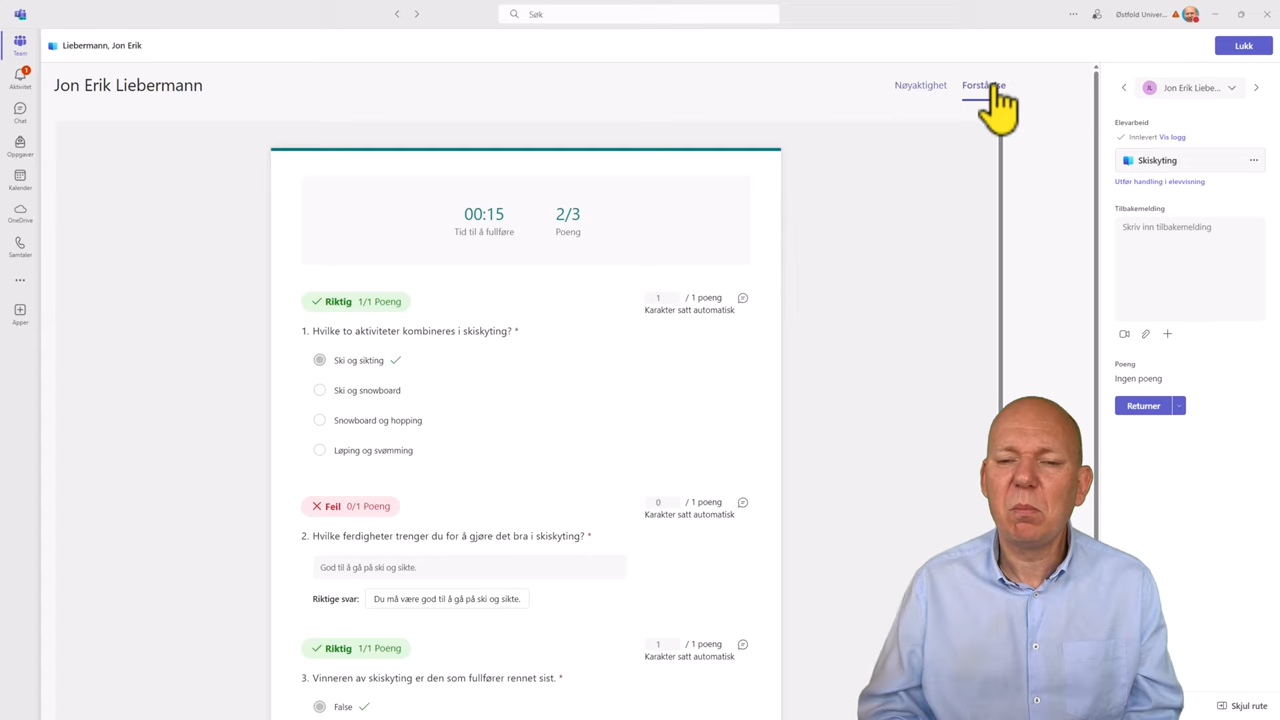 Søk
Østfold Univer...
Team
Aktivitet
Chat
Oppgaver
Kalender
OneDrive
Samtaler
Apper
1
Liebermann, Jon Erik
Lukk
Jon Erik Liebermann
Nøyaktighet
00:15
Tid til å fullføre
2/3
Poeng
Riktig 1/1 Poeng
1 / 1 poeng
Karakter satt automatisk
1. Hvilke to aktiviteter kombineres i skiskyting? *
Ski og sikting
Ski og snowboard
Snowboard og hopping
Løping og svømming
Feil 0/1 Poeng
0 / 1 poeng
Karakter satt automatisk
2. Hvilke ferdigheter trenger du for å gjøre det bra i skiskyting? *
God til å gå på ski og sikte.
Riktige svar: Du må være god til å gå på ski og sikte.
Riktig 1/1 Poeng
1 / 1 poeng
Karakter satt automatisk
3. Vinneren av skiskyting er den som fullfører rennet sist. *
False
Jon Erik Liebe...
Elevarbeid
Innlevert Vis logg
Skiskyting
Utfør handling i elevvisning
Tilbakemelding
Skriv inn tilbakemelding
Poeng
Ingen poeng
Returner
Skjul rute